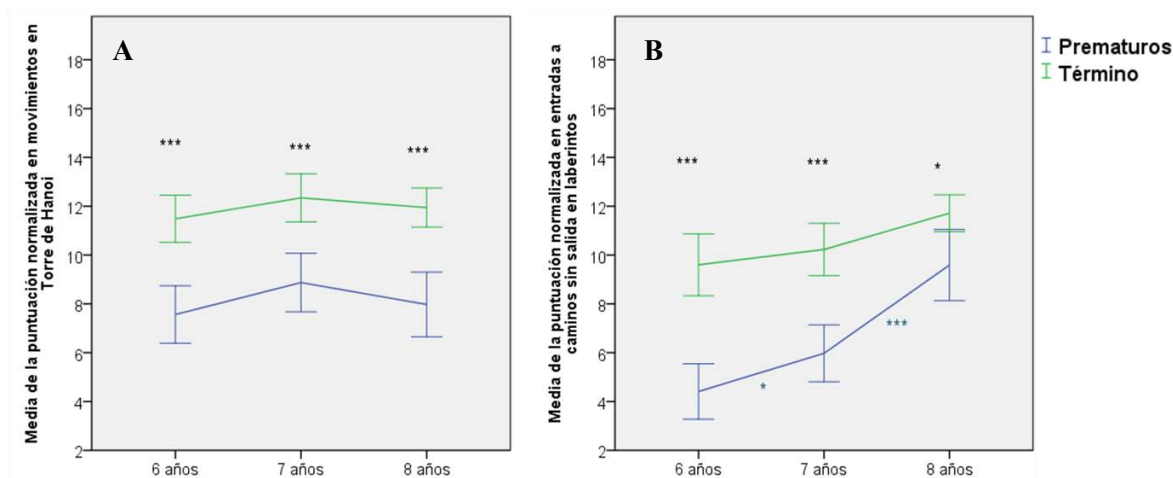 A
Media de la puntuación normalizada en movimientos en
Torre de Hanoi
18
16
14
12
10
8
6
4
2
***
***
***
6 años
7 años
8 años
B
Media de la puntuación normalizada en entradas a
caminos sin salida en laberintos
18
16
14
12
10
8
6
4
2
***
***
*
*
***
6 años
7 años
8 años
Prematuros
Término